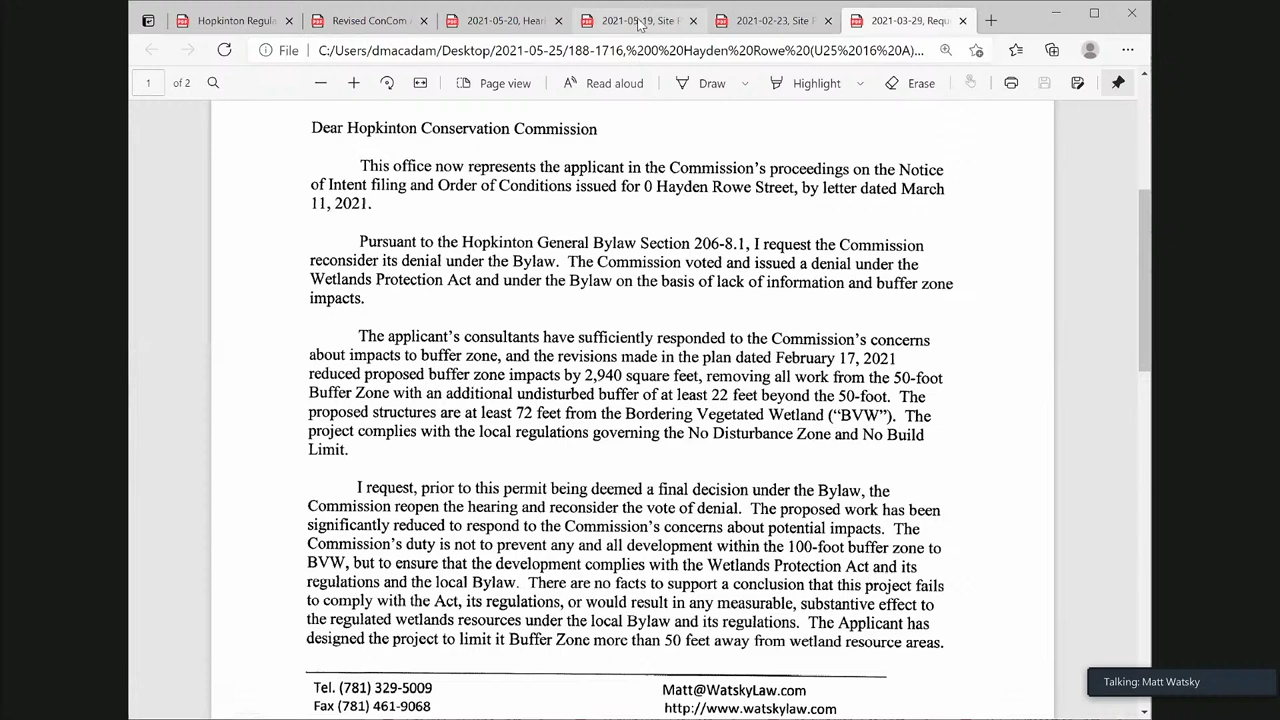 Hopkinton Regula
Revised ConCom
2021-05-20, Hear
2021-05-19, Site
2021-02-23, Site
2021-03-29, Requ
File
C:/Users/dmacadam/Desktop/2021-05-25/188-1716,%200%20Hayden%20Rowe%20(U25%2016%20A)...
1 of 2
Page view
Read aloud
Draw
Highlight
Erase
Dear Hopkinton Conservation Commission
This office now represents the applicant in the Commission's proceedings on the Notice
of Intent filing and Order of Conditions issued for 0 Hayden Rowe Street, by letter dated March
11, 2021.
Pursuant to the Hopkinton General Bylaw Section 206-8.1, I request the Commission
reconsider its denial under the Bylaw. The Commission voted and issued a denial under the
Wetlands Protection Act and under the Bylaw on the basis of lack of information and buffer zone
impacts.
The applicant's consultants have sufficiently responded to the Commission's concerns
about impacts to buffer zone, and the revisions made in the plan dated February 17, 2021
reduced proposed buffer zone impacts by 2,940 square feet, removing all work from the 50-foot
Buffer Zone with an additional undisturbed buffer of at least 22 feet beyond the 50-foot. The
proposed structures are at least 72 feet from the Bordering Vegetated Wetland ("BVW"). The
project complies with the local regulations governing the No Disturbance Zone and No Build
Limit.
I request, prior to this permit being deemed a final decision under the Bylaw, the
Commission reopen the hearing and reconsider the vote of denial. The proposed work has been
significantly reduced to respond to the Commission's concerns about potential impacts. The
Commission's duty is not to prevent any and all development within the 100-foot buffer zone to
BVW, but to ensure that the development complies with the Wetlands Protection Act and its
regulations and the local Bylaw. There are no facts to support a conclusion that this project fails
to comply with the Act, its regulations, or would result in any measurable, substantive effect to
the regulated wetlands resources under the local Bylaw and its regulations. The Applicant has
designed the project to limit it Buffer Zone more than 50 feet away from wetland resource areas.
Tel. (781) 329-5009
Fax (781) 461-9068
Matt@WatskyLaw.com
http://www.watskylaw.com
Talking: Matt Watsky